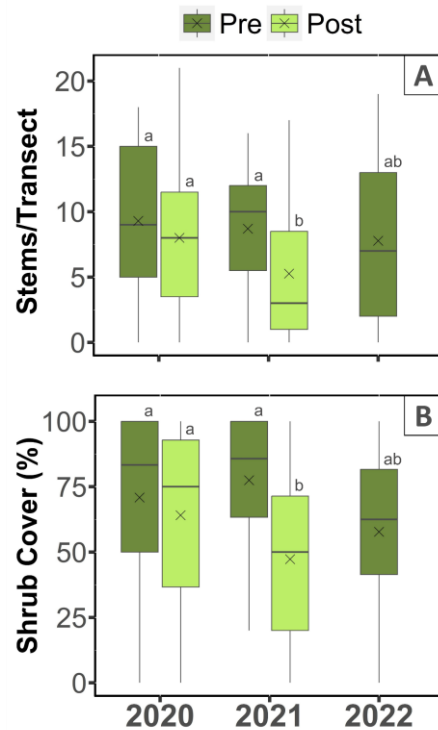 Pre Post
A
Stems/Transect
20
15
10
5
0
a
a
a
b
ab
B
Shrub Cover (%)
100
75
50
25
0
a
a
a
b
ab
2020 2021 2022